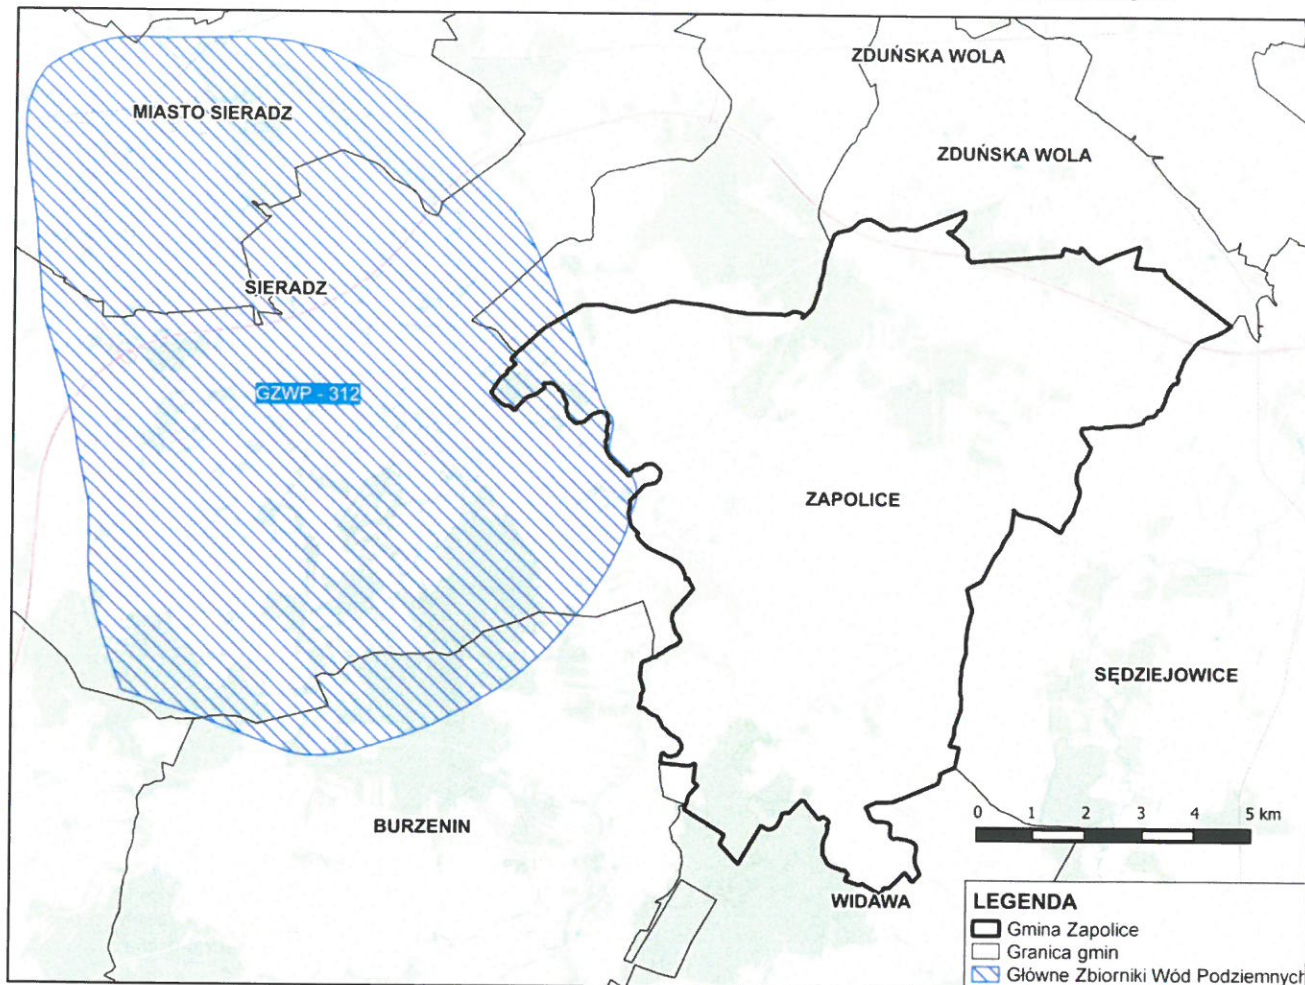 ZDUŃSKA WOLA
MIASTO SIERADZ
ZDUŃSKA WOLA
SIERADZ
GZWP - 312
ZAPOLICE
SĘDZIEJOWICE
BURZENIN
WIDAWA
0 1 2 3 4 5 km
LEGENDA
Gmina Zapolice
Granica gmin
Główne Zbiorniki Wód Podziemnych